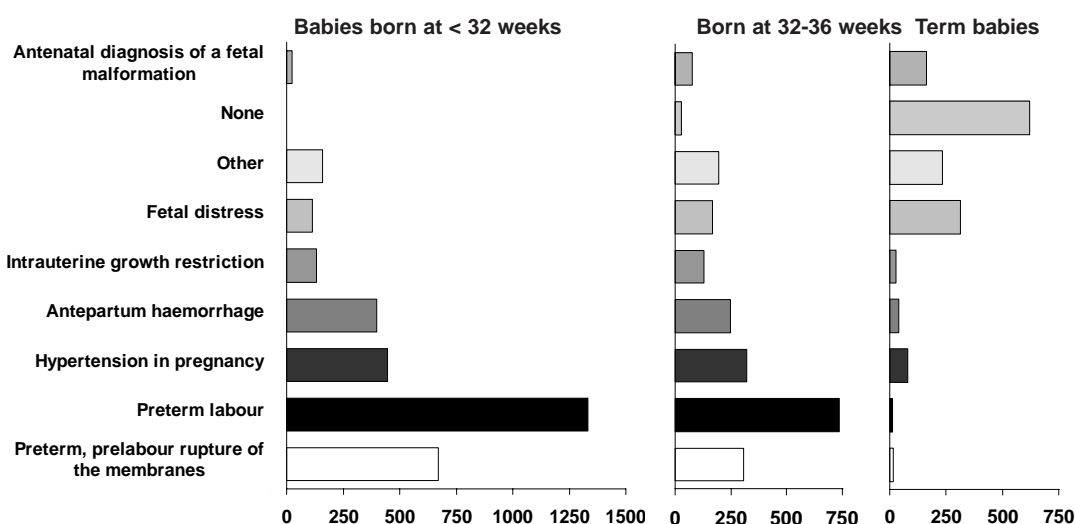 Babies born at < 32 weeks
Born at 32-36 weeks
Term babies
Antenatal diagnosis of a fetal
malformation
None
Other
Fetal distress
Intrauterine growth restriction
Antepartum haemorrhage
Hypertension in pregnancy
Preterm labour
Preterm, prelabour rupture of
the membranes
0 250 500 750 1000 1250 1500
0 250 500 750
0 250 500 750